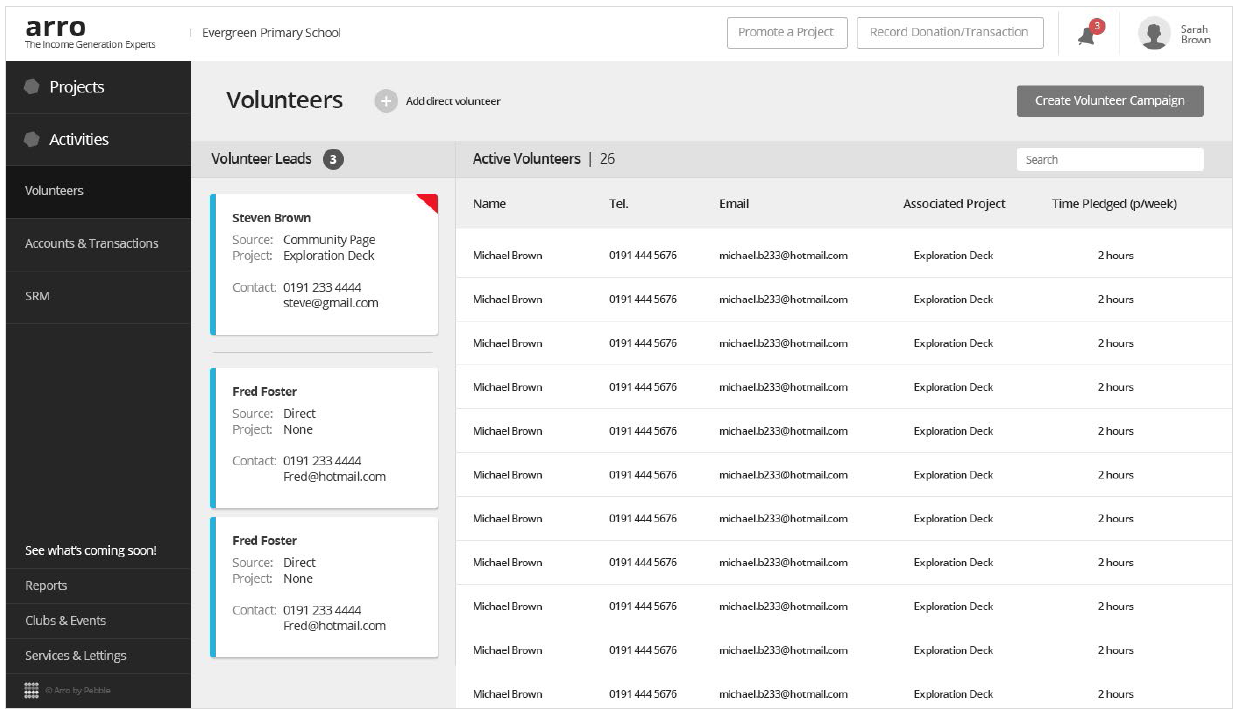 arro
The Income Generation Experts
Evergreen Primary School
Promote a Project
Record Donation/Transaction
3
Sarah
Brown
Projects
Activities
Volunteers
Accounts & Transactions
SRM
See what's coming soon!
Reports
Clubs & Events
Services & Lettings
© Arro by Pebble
Volunteers
Add direct volunteer
Create Volunteer Campaign
Volunteer Leads 3
Steven Brown
Source: Community Page
Project: Exploration Deck
Contact: 0191 233 4444
steve@gmail.com
Fred Foster
Source: Direct
Project: None
Contact: 0191 233 4444
Fred@hotmail.com
Fred Foster
Source: Direct
Project: None
Contact: 0191 233 4444
Fred@hotmail.com
Active Volunteers | 26
Search
Name Tel. Email Associated Project Time Pledged (p/week)
Michael Brown 0191 444 5676 michael.b233@hotmail.com Exploration Deck 2 hours
Michael Brown 0191 444 5676 michael.b233@hotmail.com Exploration Deck 2 hours
Michael Brown 0191 444 5676 michael.b233@hotmail.com Exploration Deck 2 hours
Michael Brown 0191 444 5676 michael.b233@hotmail.com Exploration Deck 2 hours
Michael Brown 0191 444 5676 michael.b233@hotmail.com Exploration Deck 2 hours
Michael Brown 0191 444 5676 michael.b233@hotmail.com Exploration Deck 2 hours
Michael Brown 0191 444 5676 michael.b233@hotmail.com Exploration Deck 2 hours
Michael Brown 0191 444 5676 michael.b233@hotmail.com Exploration Deck 2 hours
Michael Brown 0191 444 5676 michael.b233@hotmail.com Exploration Deck 2 hours
Michael Brown 0191 444 5676 michael.b233@hotmail.com Exploration Deck 2 hours
Michael Brown 0191 444 5676 michael.b233@hotmail.com Exploration Deck 2 hours